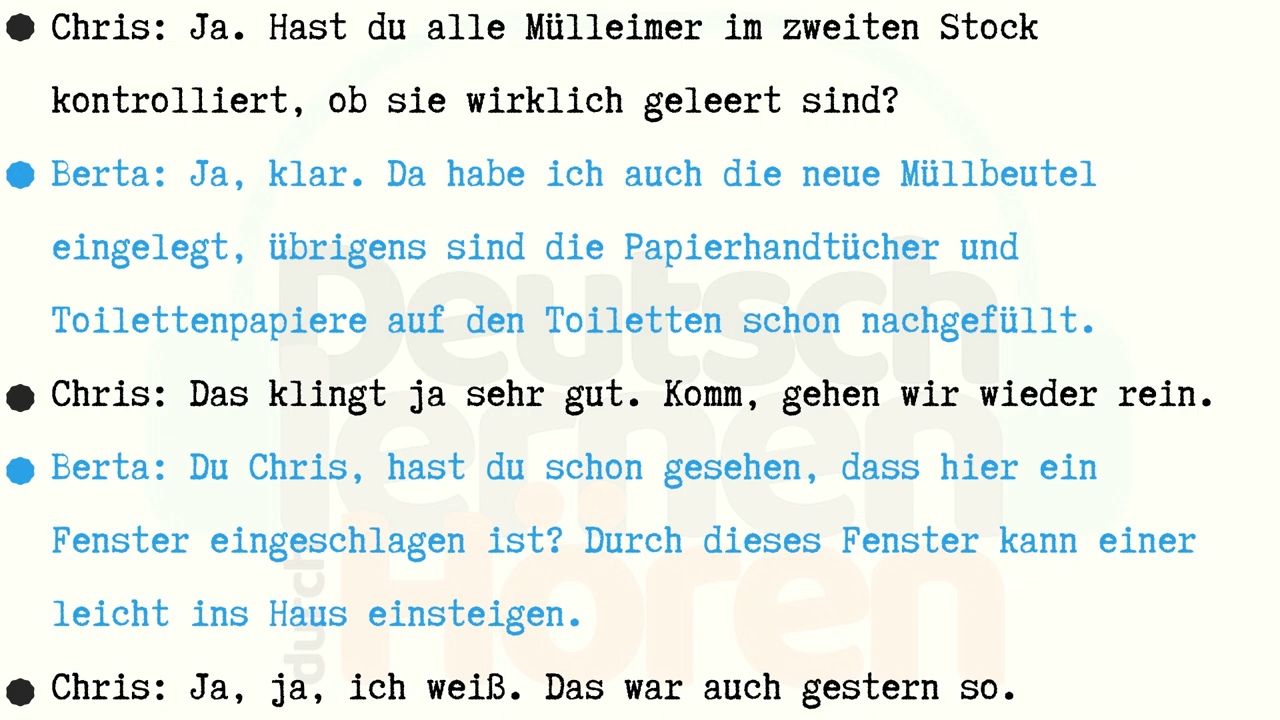 Chris: Ja. Hast du alle Mülleimer im zweiten Stock
kontrolliert, ob sie wirklich geleert sind?
Berta: Ja, klar. Da habe ich auch die neue Müllbeutel
eingelegt, übrigens sind die Papierhandtücher und
Toilettenpapiere auf den Toiletten schon nachgefüllt.
Chris: Das klingt ja sehr gut. Komm, gehen wir wieder rein.
Berta: Du Chris, hast du schon gesehen, dass hier ein
Fenster eingeschlagen ist? Durch dieses Fenster kann einer
leicht ins Haus einsteigen.
Chris: Ja, ja, ich weiß. Das war auch gestern so.
Deutsch
lernen
durch
Hören